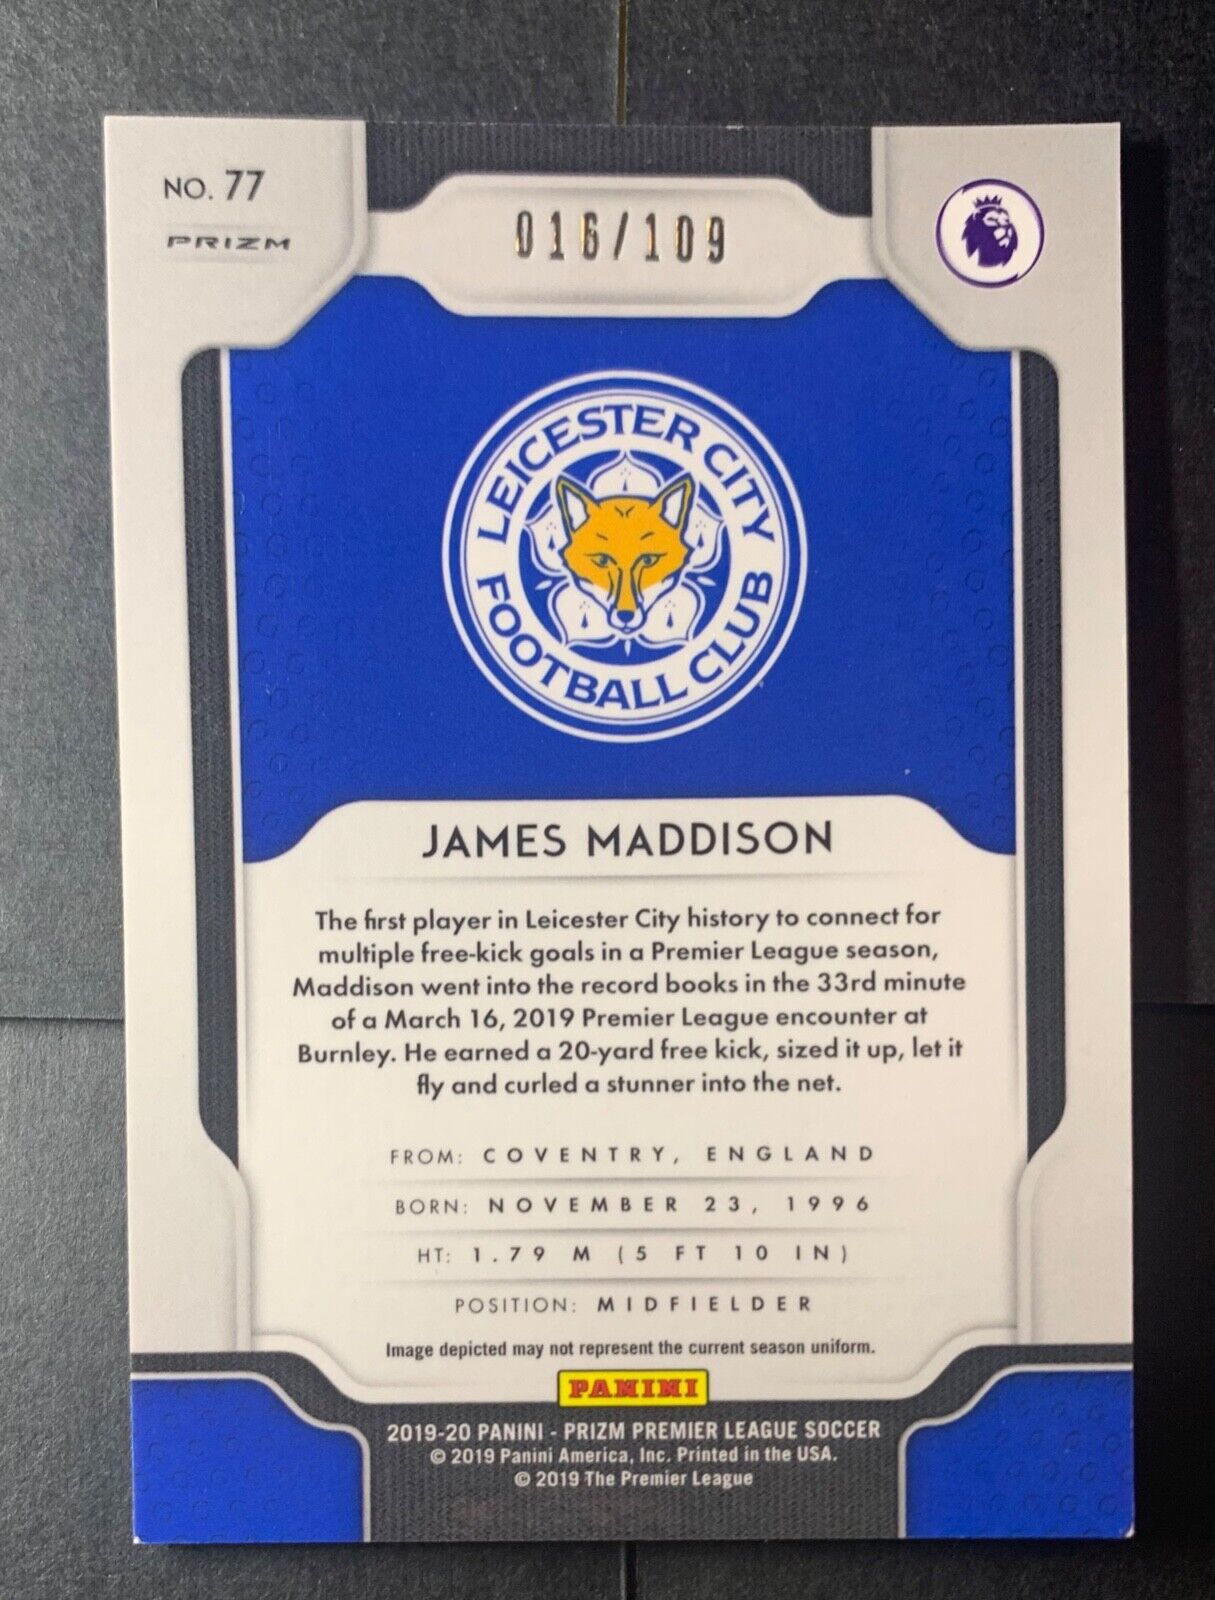 NO. 77
PRIZM
016/109
LEICESTER CITY
FOOTBALL CLUB
JAMES MADDISON
The first player in Leicester City history to connect for
multiple free-kick goals in a Premier League season,
Maddison went into the record books in the 33rd minute
of a March 16, 2019 Premier League encounter at
Burnley. He earned a 20-yard free kick, sized it up, let it
fly and curled a stunner into the net.
FROM: COVENTRY, ENGLAND
BORN: NOVEMBER 23, 1996
HT: 1.79 M (5 FT 10 IN)
POSITION: MIDFIELDER
Image depicted may not represent the current season uniform.
PANINI
2019-20 PANINI - PRIZM PREMIER LEAGUE SOCCER
© 2019 Panini America, Inc. Printed in the USA.
© 2019 The Premier League